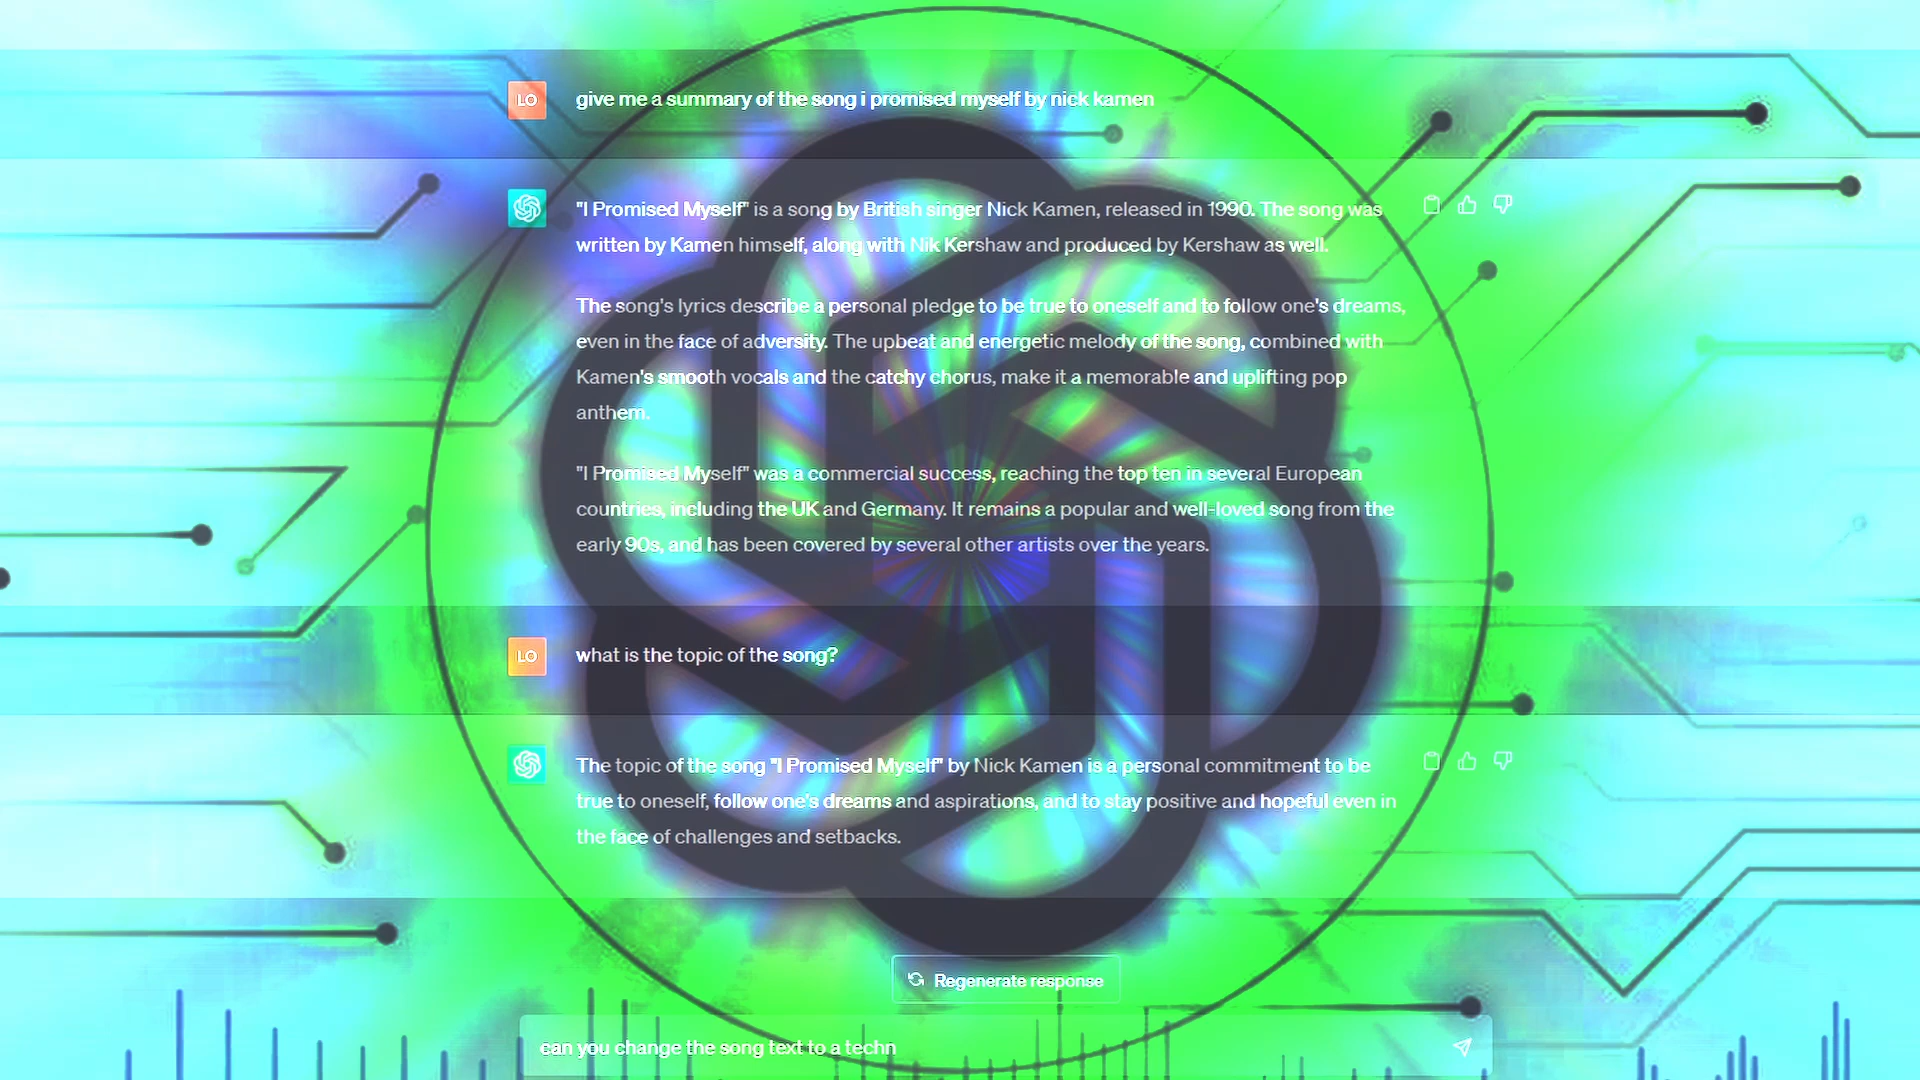 LO
give me a summary of the song i promised myself by nick kamen
"I Promised Myself" is a song by British singer Nick Kamen, released in 1990. The song was
written by Kamen himself, along with Nik Kershaw and produced by Kershaw as well.
The song's lyrics describe a personal pledge to be true to oneself and to follow one's dreams,
even in the face of adversity. The upbeat and energetic melody of the song, combined with
Kamen's smooth vocals and the catchy chorus, make it a memorable and uplifting pop
anthem.
"I Promised Myself" was a commercial success, reaching the top ten in several European
countries, including the UK and Germany. It remains a popular and well-loved song from the
early 90s, and has been covered by several other artists over the years.
LO
what is the topic of the song?
The topic of the song "I Promised Myself" by Nick Kamen is a personal commitment to be
true to oneself, follow one's dreams and aspirations, and to stay positive and hopeful even in
the face of challenges and setbacks.
Regenerate response
can you change the song text to a techn